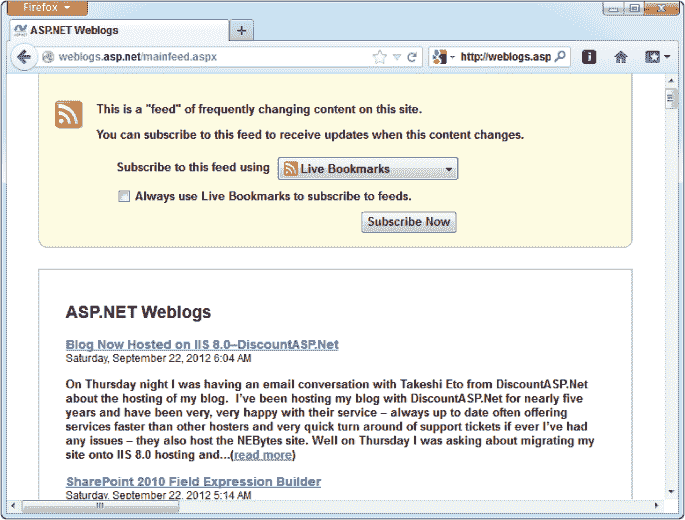 Firefox
ASP.NET Weblogs
weblogs.asp.net/mainfeed.aspx
http://weblogs.asp
This is a "feed" of frequently changing content on this site.
You can subscribe to this feed to receive updates when this content changes.
Subscribe to this feed using Live Bookmarks
Always use Live Bookmarks to subscribe to feeds.
Subscribe Now
ASP.NET Weblogs
Blog Now Hosted on IIS 8.0–DiscountASP.Net
Saturday, September 22, 2012 6:04 AM
On Thursday night I was having an email conversation with Takeshi Eto from DiscountASP.Net
about the hosting of my blog.  I've been hosting my blog with DiscountASP.Net for nearly five
years and have been very, very happy with their service – always up to date often offering
services faster than other hosters and very quick turn around of support tickets if ever I've had
any issues – they also host the NEBytes site. Well on Thursday I was asking about migrating my
site onto IIS 8.0 hosting and...(read more)
SharePoint 2010 Field Expression Builder
Saturday, September 22, 2012 5:14 AM